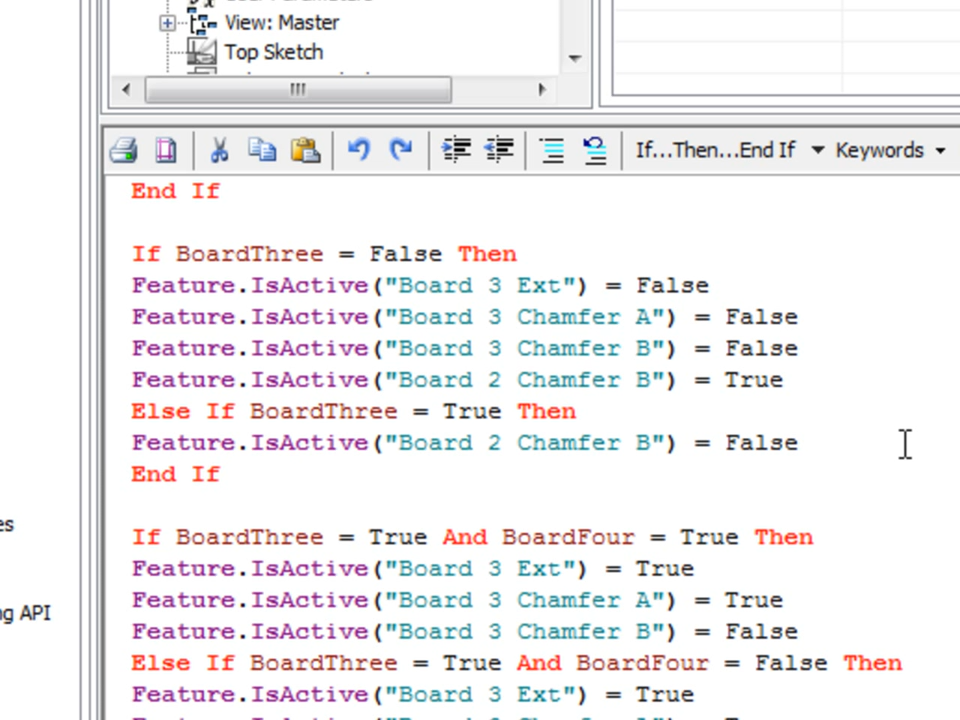 View: Master
Top Sketch
If...Then...End If Keywords
End If
If BoardThree = False Then
Feature.IsActive("Board 3 Ext") = False
Feature.IsActive("Board 3 Chamfer A") = False
Feature.IsActive("Board 3 Chamfer B") = False
Feature.IsActive("Board 2 Chamfer B") = True
Else If BoardThree = True Then
Feature.IsActive("Board 2 Chamfer B") = False
End If
If BoardThree = True And BoardFour = True Then
Feature.IsActive("Board 3 Ext") = True
Feature.IsActive("Board 3 Chamfer A") = True
Feature.IsActive("Board 3 Chamfer B") = False
Else If BoardThree = True And BoardFour = False Then
Feature.IsActive("Board 3 Ext") = True
API